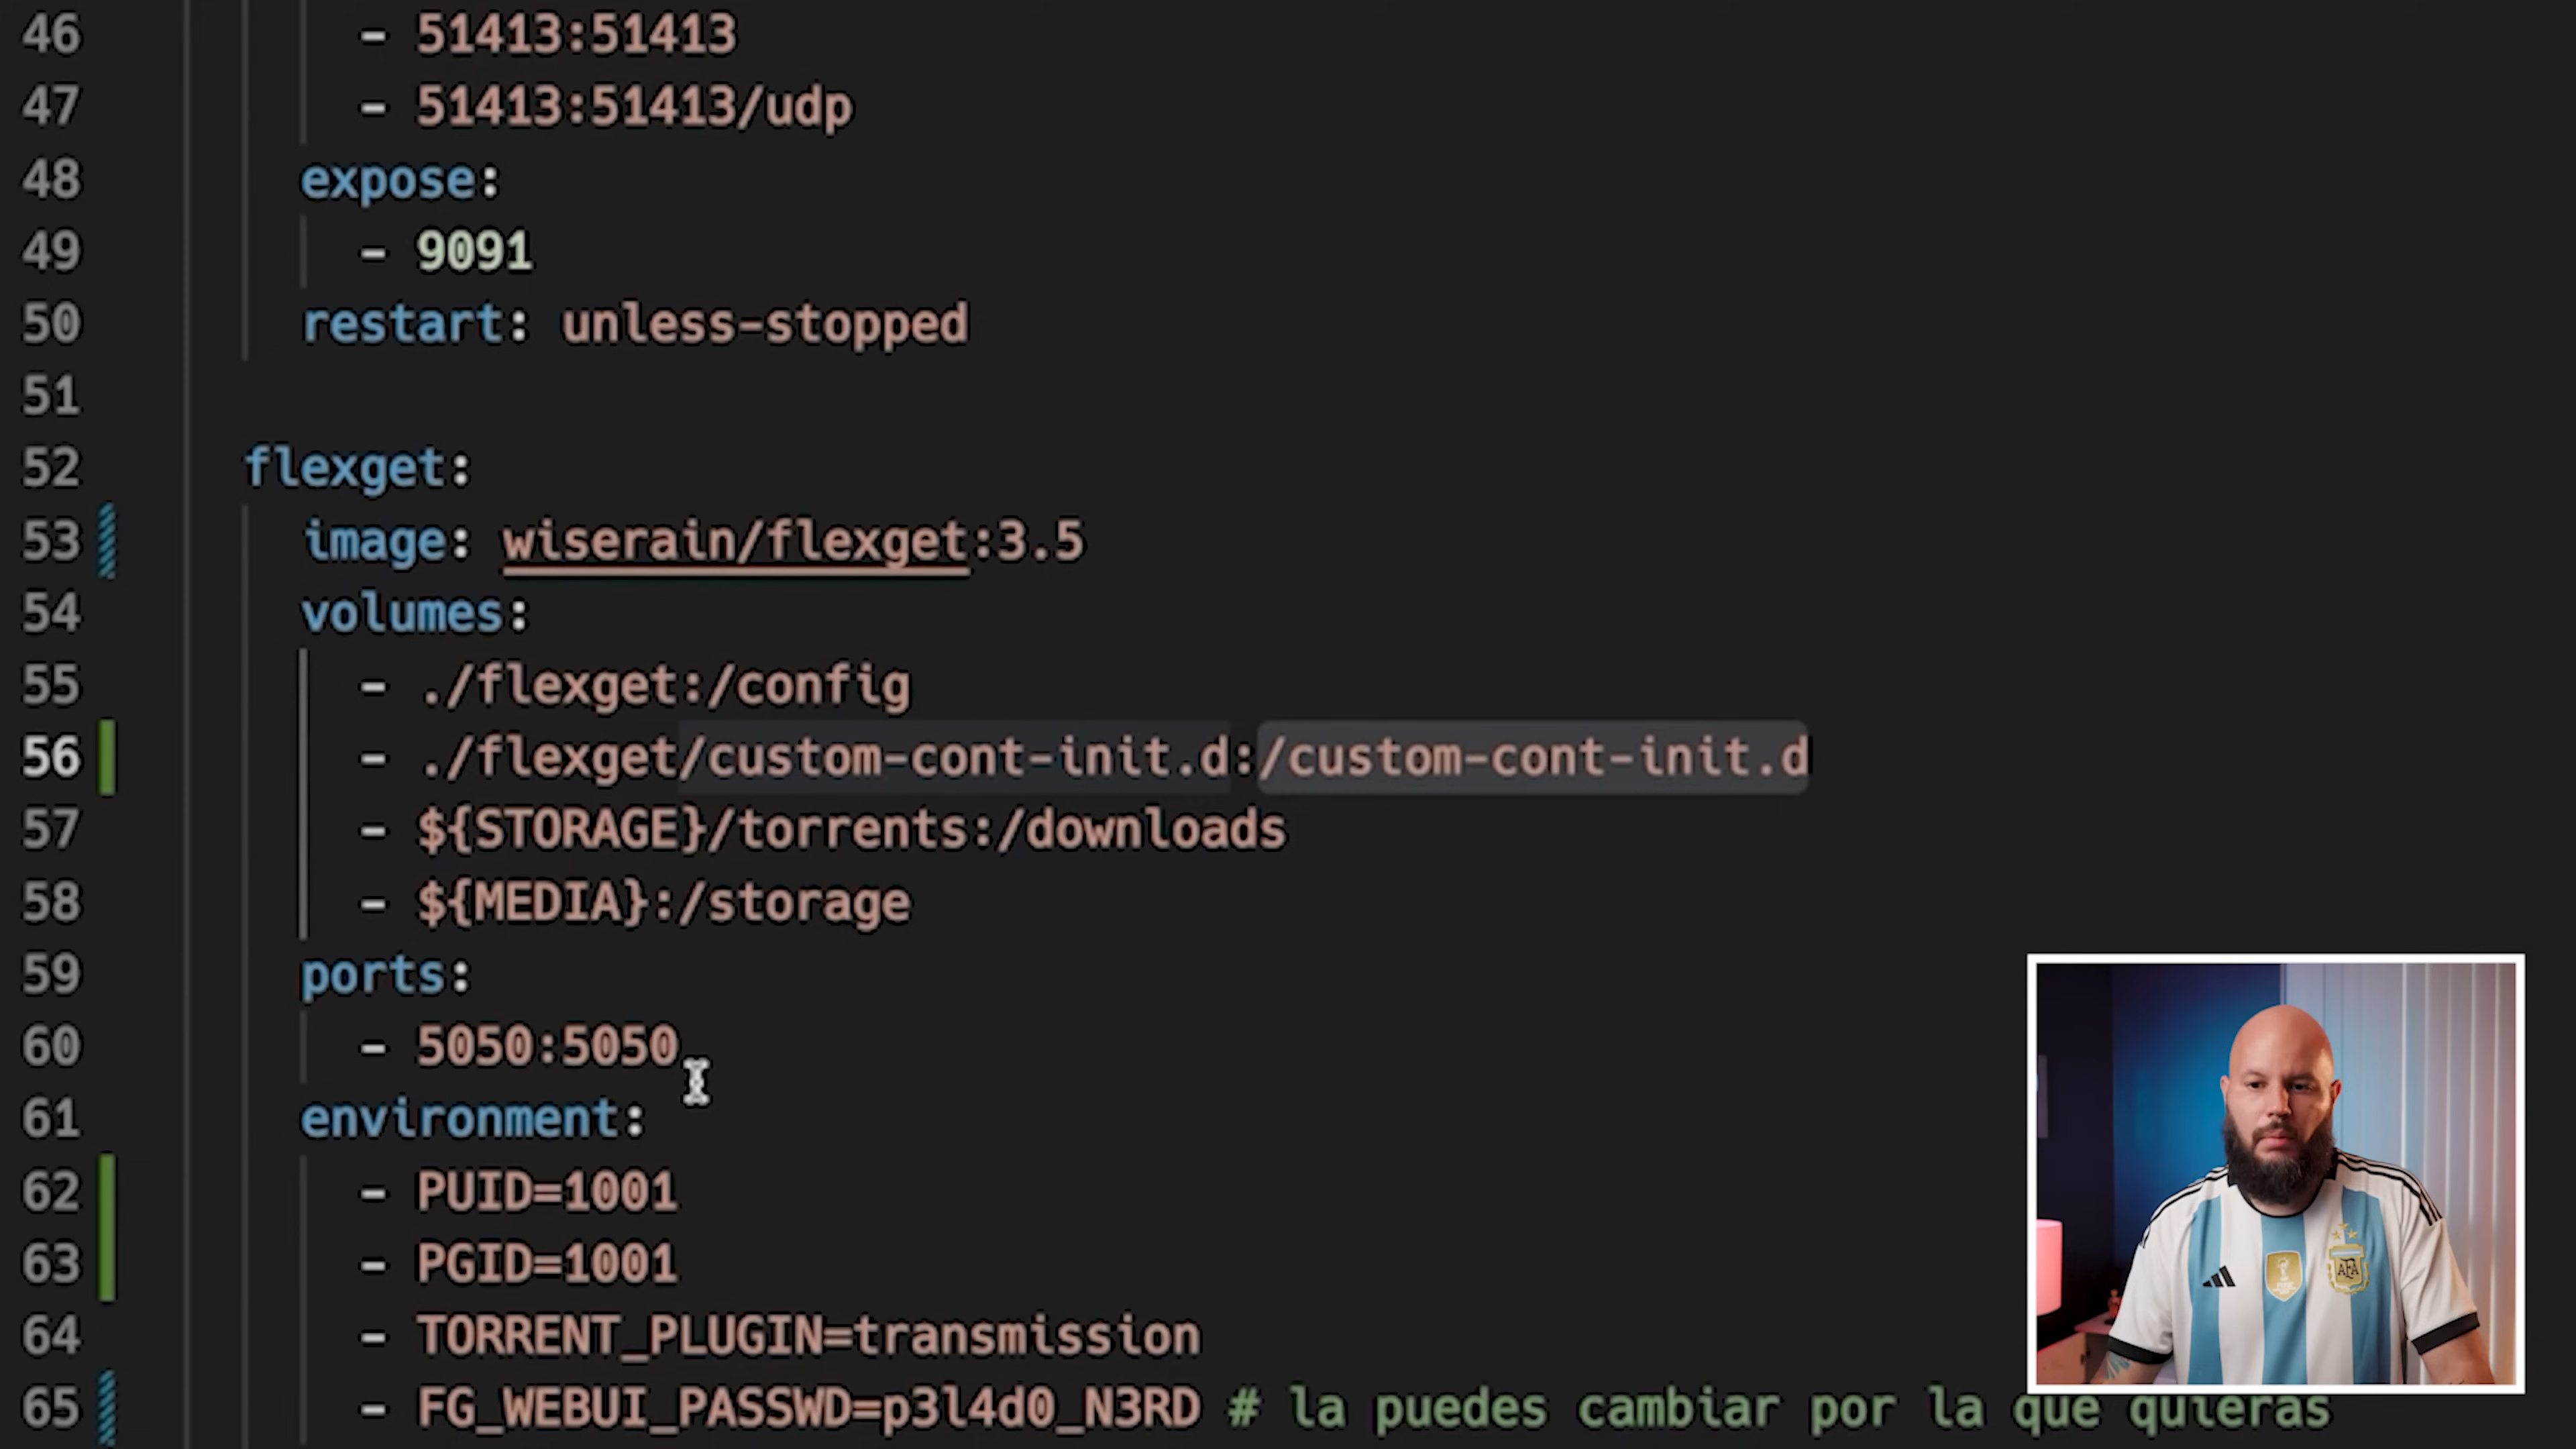 46 - 51413:51413
47 - 51413:51413/udp
48 expose:
49 - 9091
50 restart: unless-stopped
51
52 flexget:
53 image: wiserain/flexget:3.5
54 volumes:
55 - ./flexget:/config
56 - ./flexget/custom-cont-init.d:/custom-cont-init.d
57 - ${STORAGE}/torrents:/downloads
58 - ${MEDIA}:/storage
59 ports:
60 - 5050:5050
61 environment:
62 - PUID=1001
63 - PGID=1001
64 - TORRENT_PLUGIN=transmission
65 - FG_WEBUI_PASSWD=p3l4d0_N3RD # la puedes cambiar por la que quieras
AFA